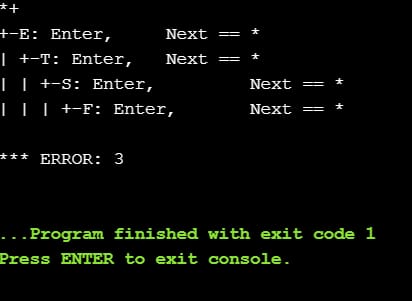 *+
+-E: Enter,     Next == *
| +-T: Enter,   Next == *
| | +-S: Enter,         Next == *
| | | +-F: Enter,       Next == *
*** ERROR: 3
...Program finished with exit code 1
Press ENTER to exit console.